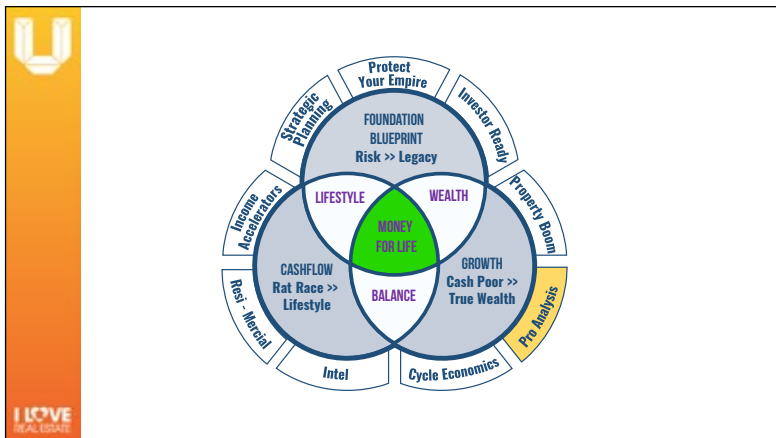 Protect
Your Empire
Strategic
Planning
Investor Ready
FOUNDATION
BLUEPRINT
Risk >> Legacy
LIFESTYLE
WEALTH
Income
Accelerators
Property Boom
MONEY
FOR LIFE
CASHFLOW
Rat Race >>
Lifestyle
GROWTH
Cash Poor >>
True Wealth
BALANCE
Resi - Mercial
Pro Analysis
Intel
Cycle Economics
I LOVE
REAL ESTATE